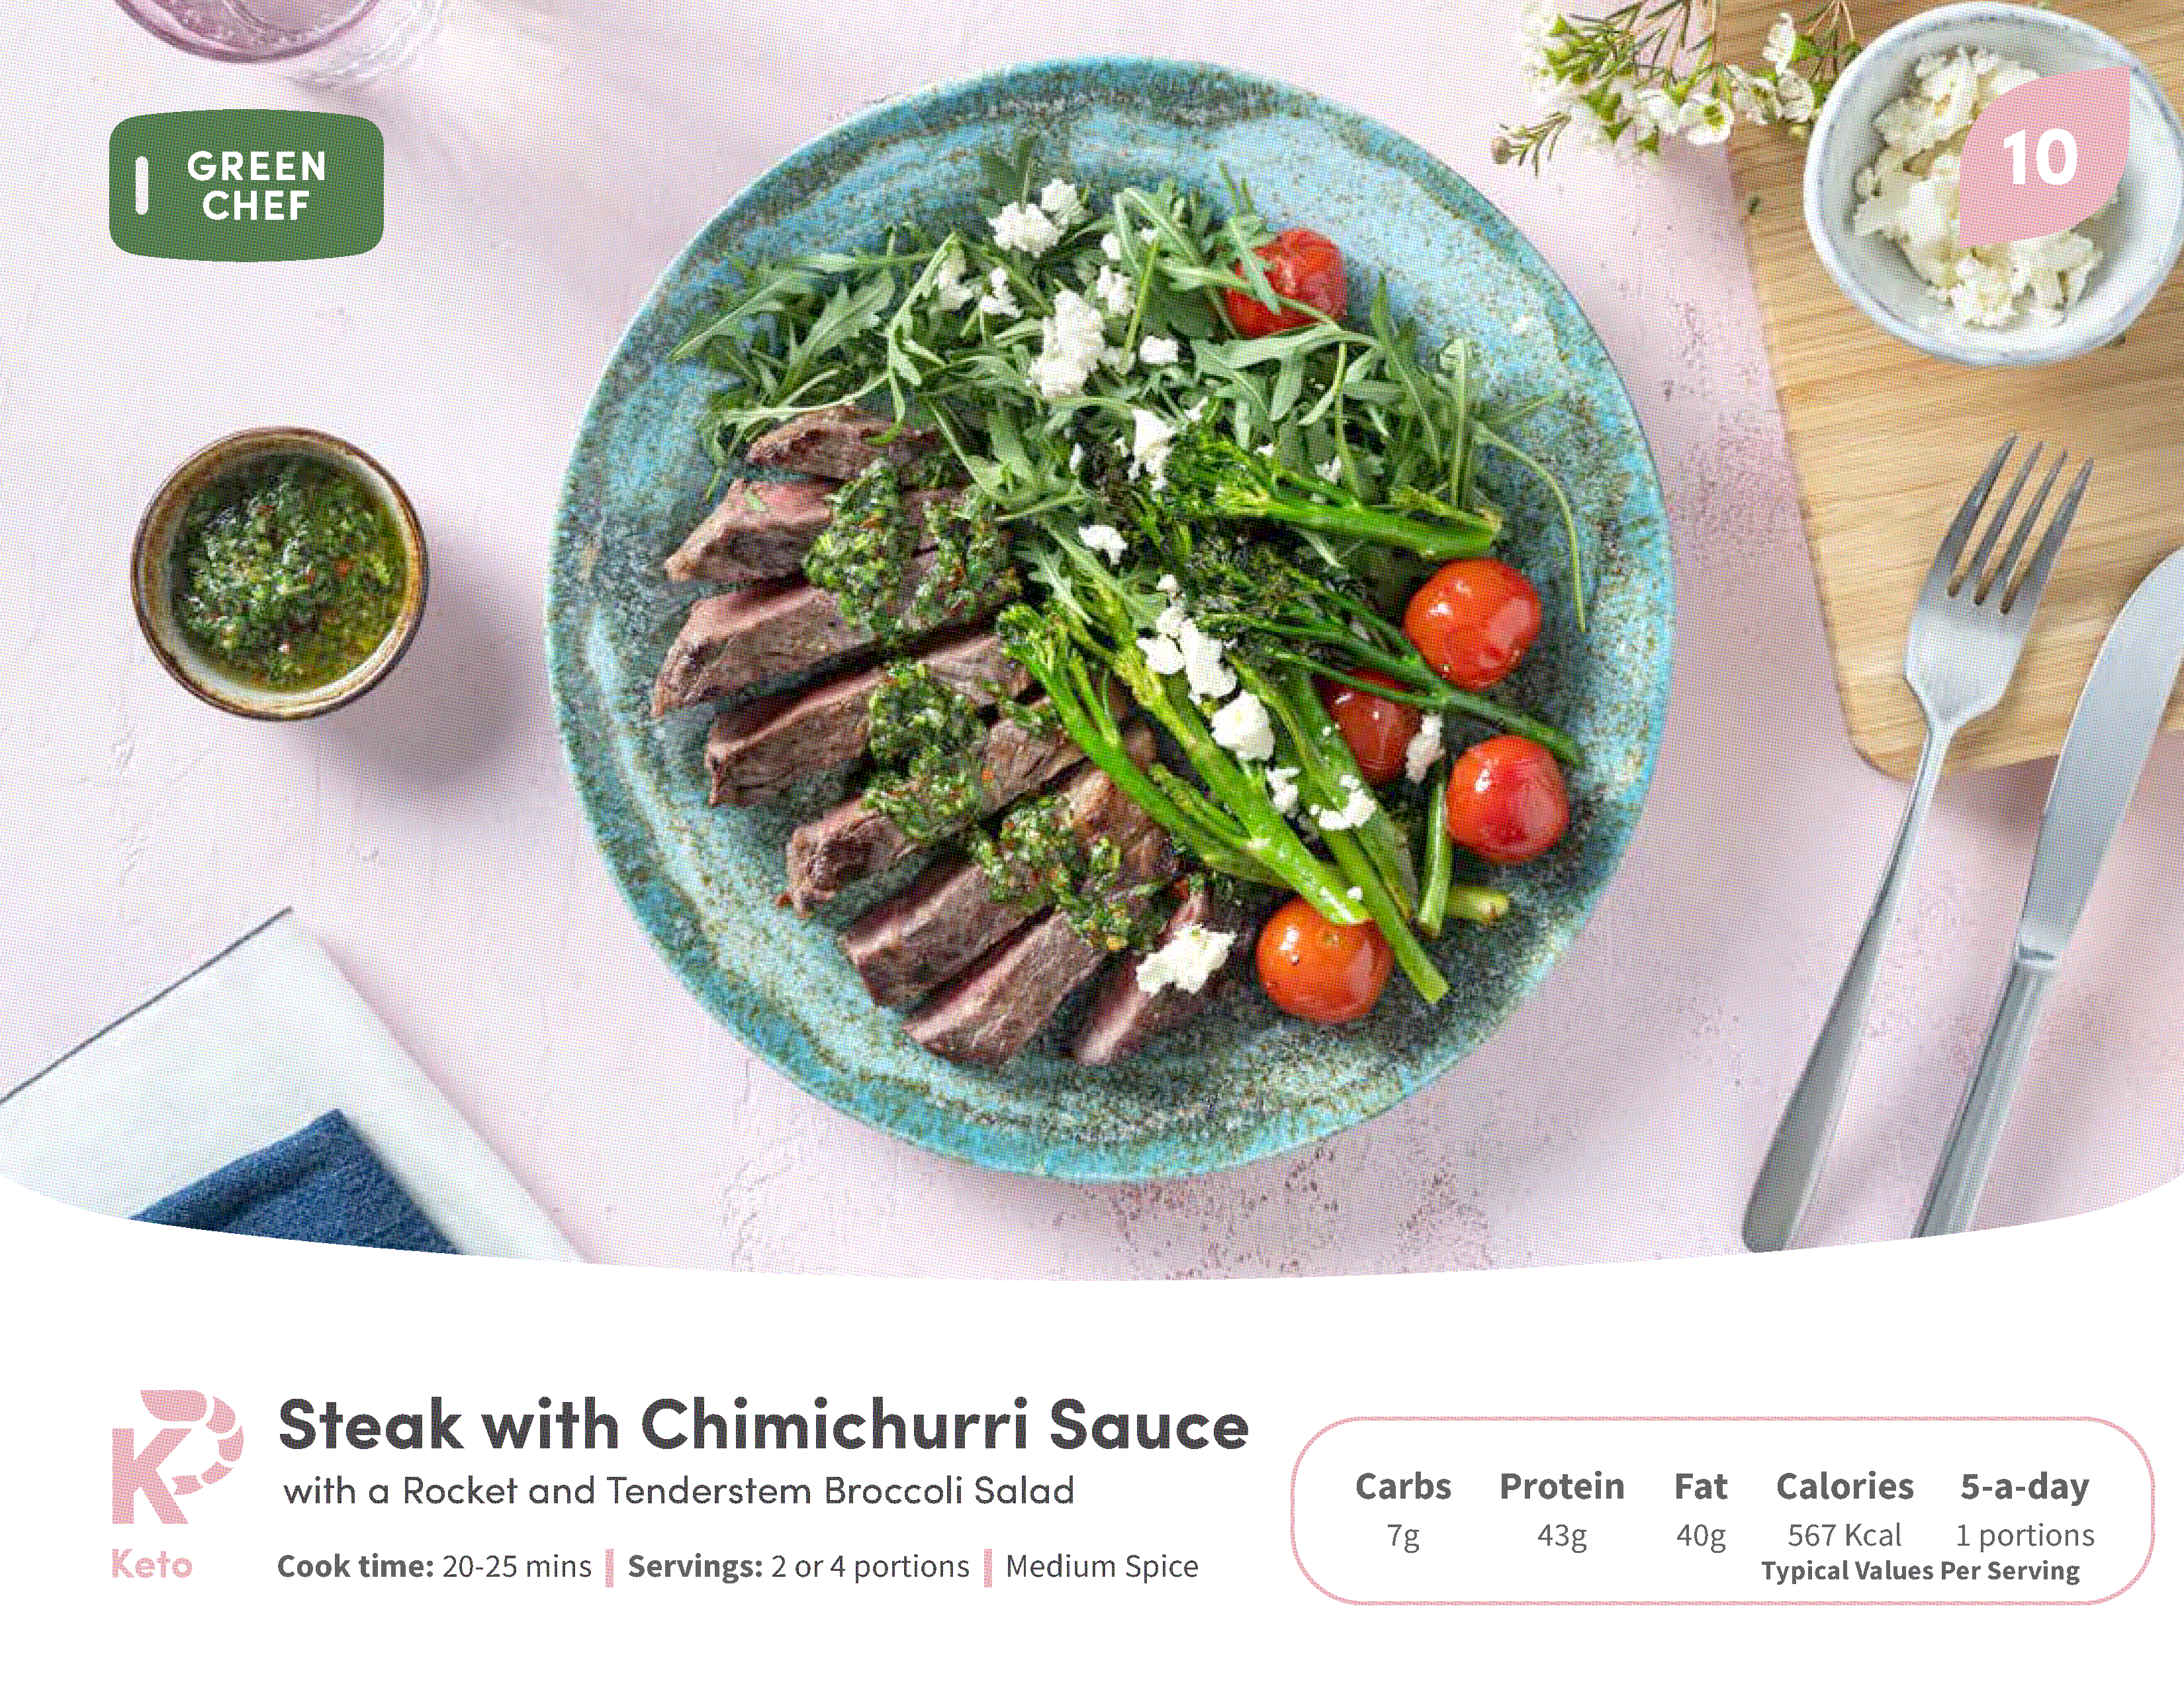 GREEN
CHEF
10
Steak with Chimichurri Sauce
with a Rocket and Tenderstem Broccoli Salad
Keto
Cook time: 20-25 mins | Servings: 2 or 4 portions | Medium Spice
Carbs Protein Fat Calories 5-a-day
7g 43g 40g 567 Kcal 1 portions
Typical Values Per Serving